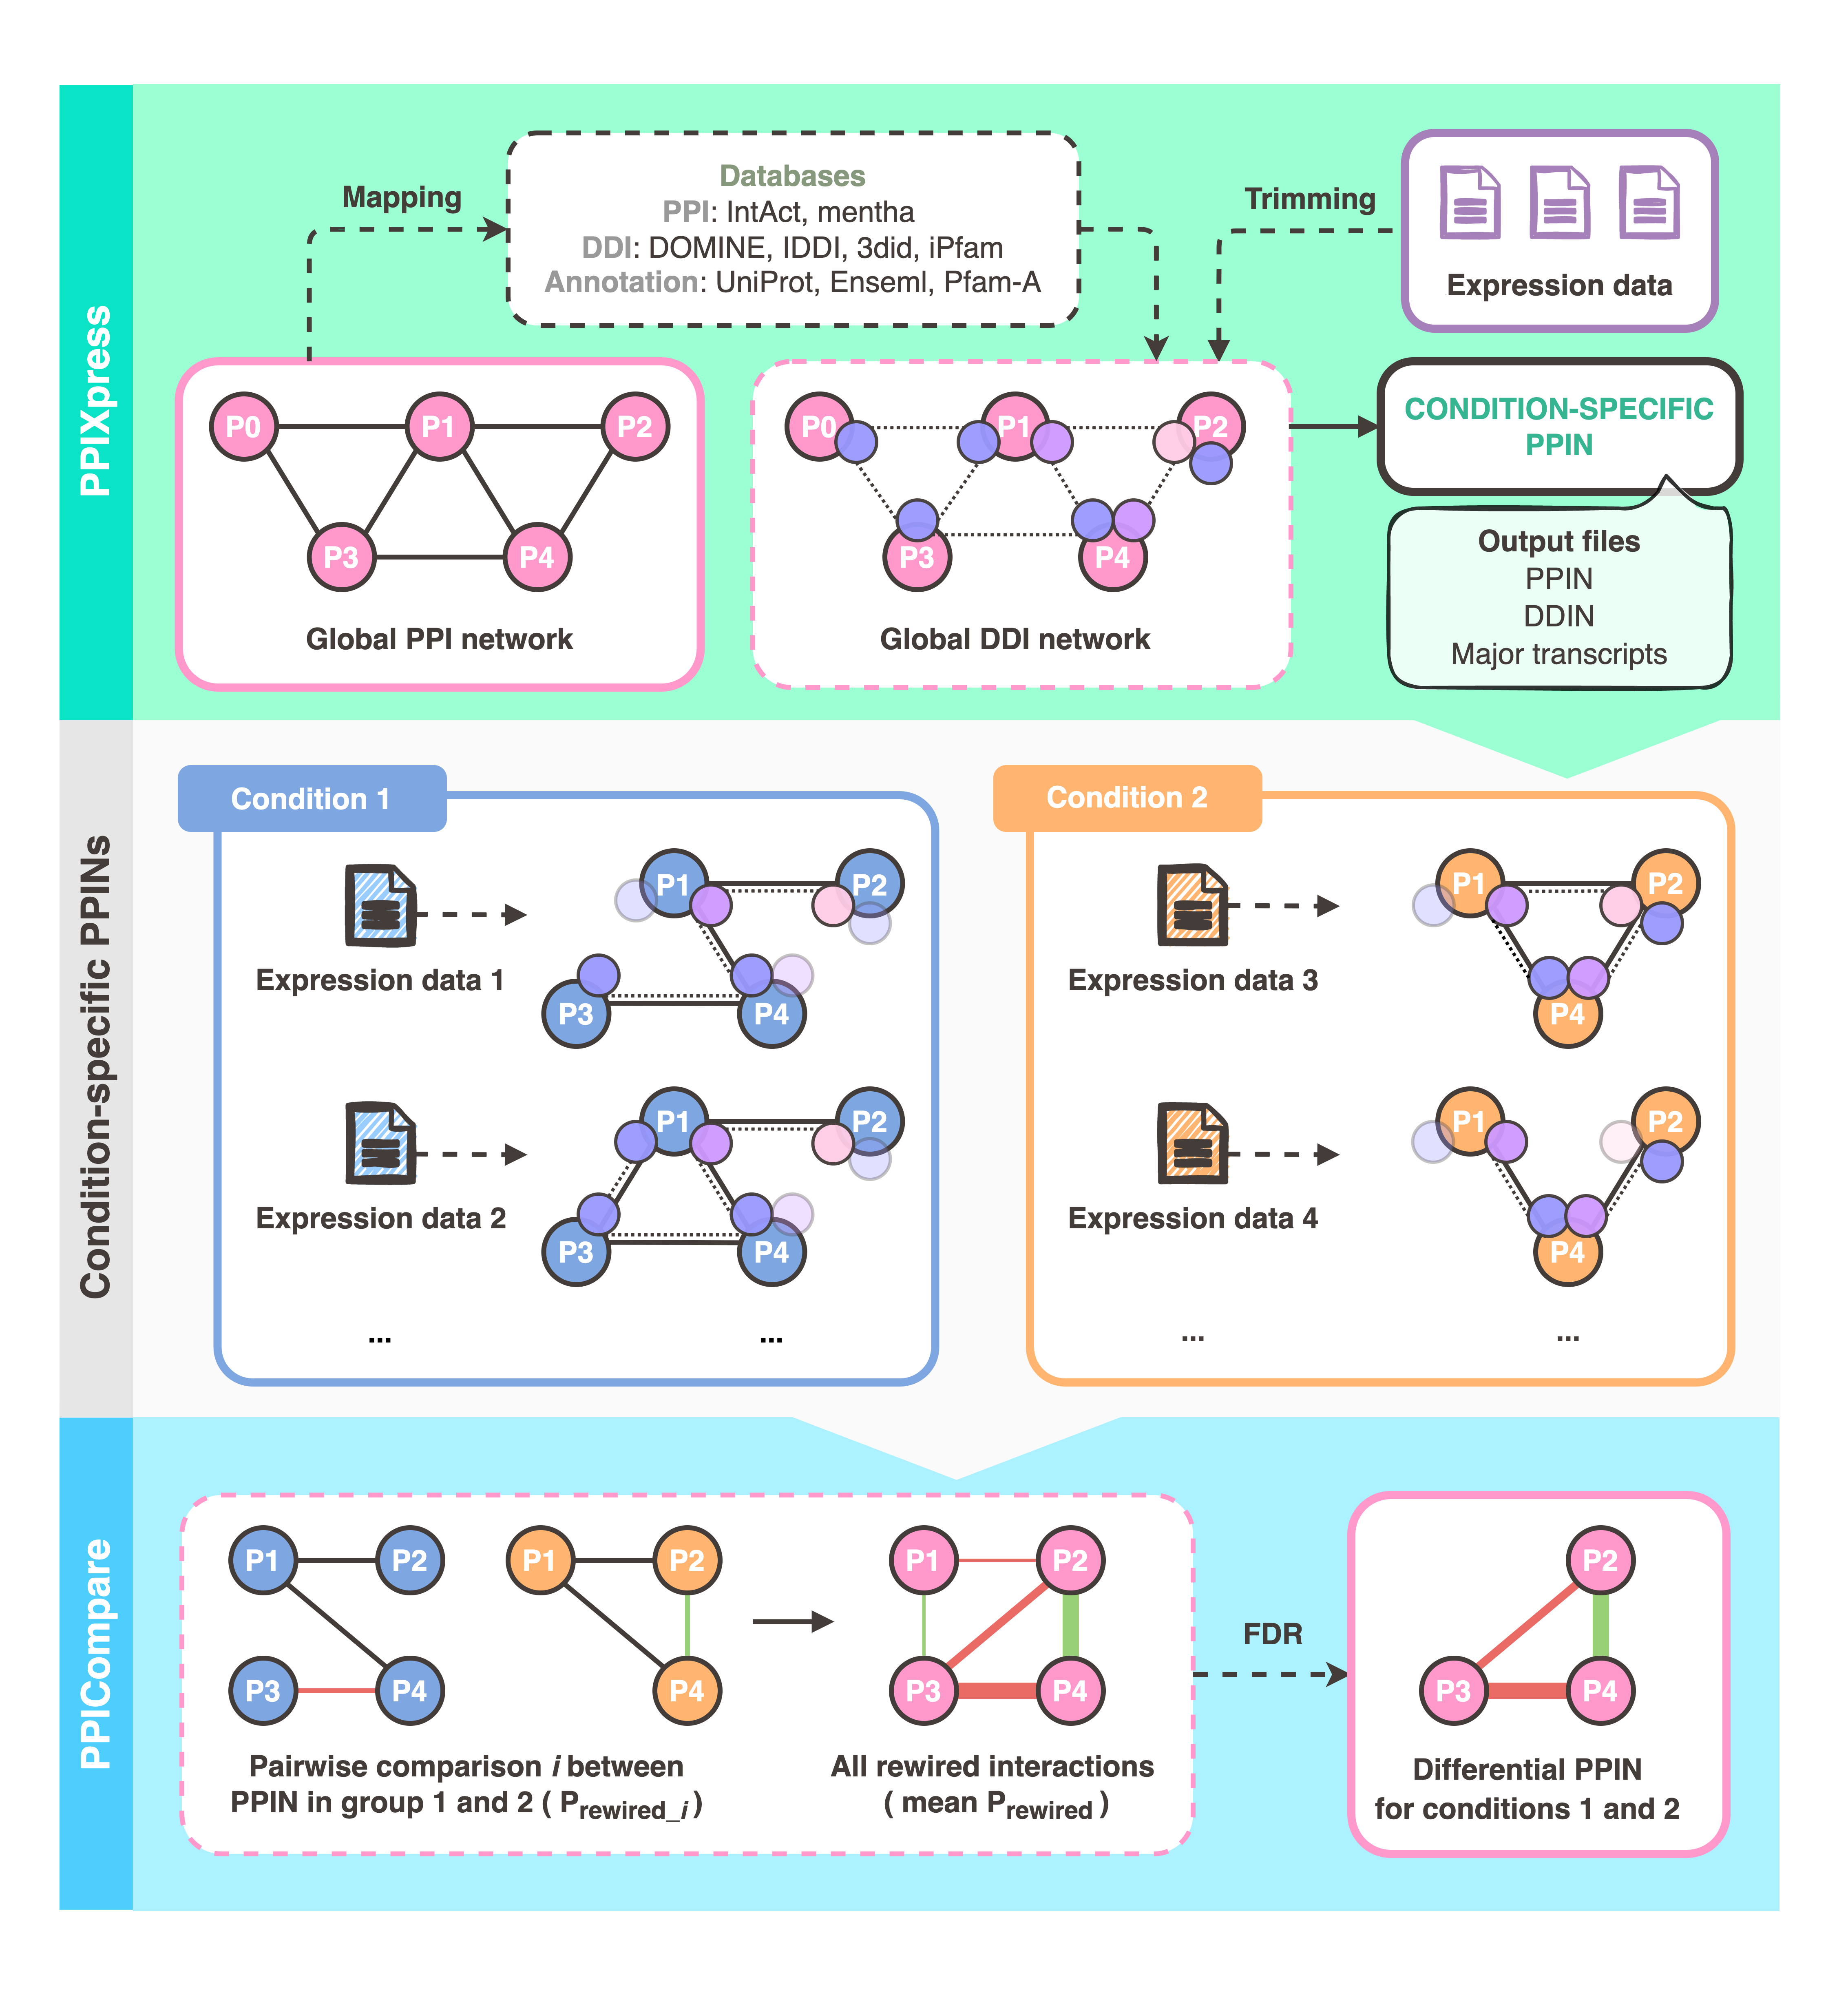 PPIXpress
Mapping
Databases
PPI: IntAct, mentha
DDI: DOMINE, IDDI, 3did, iPfam
Annotation: UniProt, Enseml, Pfam-A
Trimming
Expression data
P0
P1
P2
P3
P4
Global PPI network
P0
P1
P2
P3
P4
Global DDI network
CONDITION-SPECIFIC
PPIN
Output files
PPIN
DDIN
Major transcripts
Condition-specific PPINs
Condition 1
Expression data 1
P1
P2
P3
P4
Expression data 2
P1
P2
P3
P4
...
...
Condition 2
Expression data 3
P1
P2
P4
Expression data 4
P1
P2
P4
...
...
PPICompare
P1
P2
P3
P4
P1
P2
P4
Pairwise comparison i between
PPIN in group 1 and 2 ( Prewired_i )
P1
P2
P3
P4
All rewired interactions
( mean Prewired )
FDR
P2
P3
P4
Differential PPIN
for conditions 1 and 2